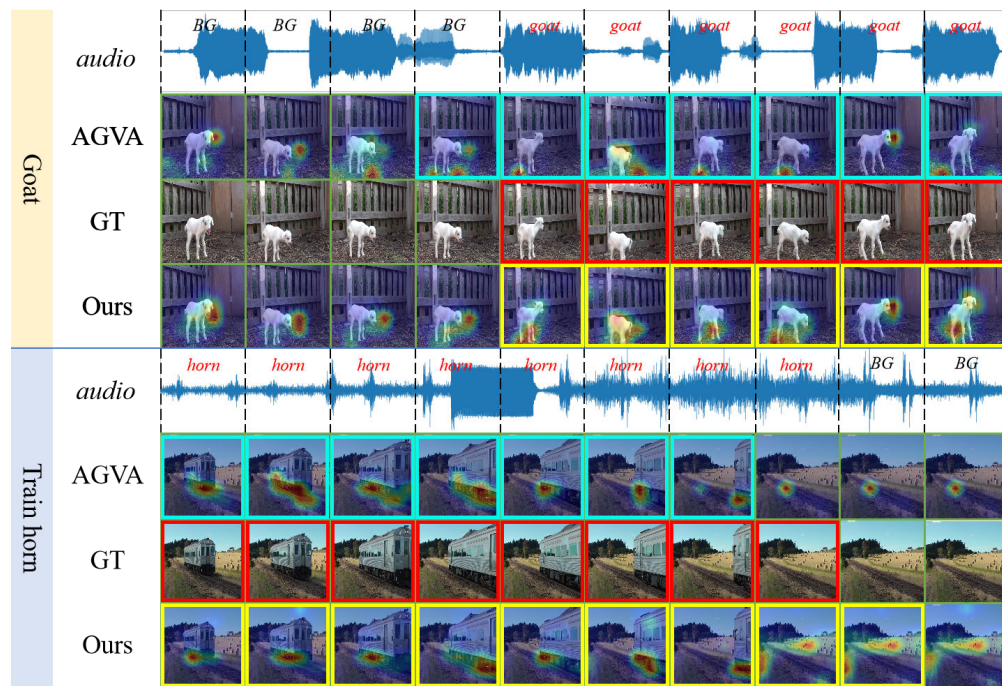 BG BG BG BG goat goat goat goat goat goat
audio
AGVA
Goat
GT
Ours
horn horn horn horn horn horn horn horn BG BG
audio
AGVA
Train horn
GT
Ours